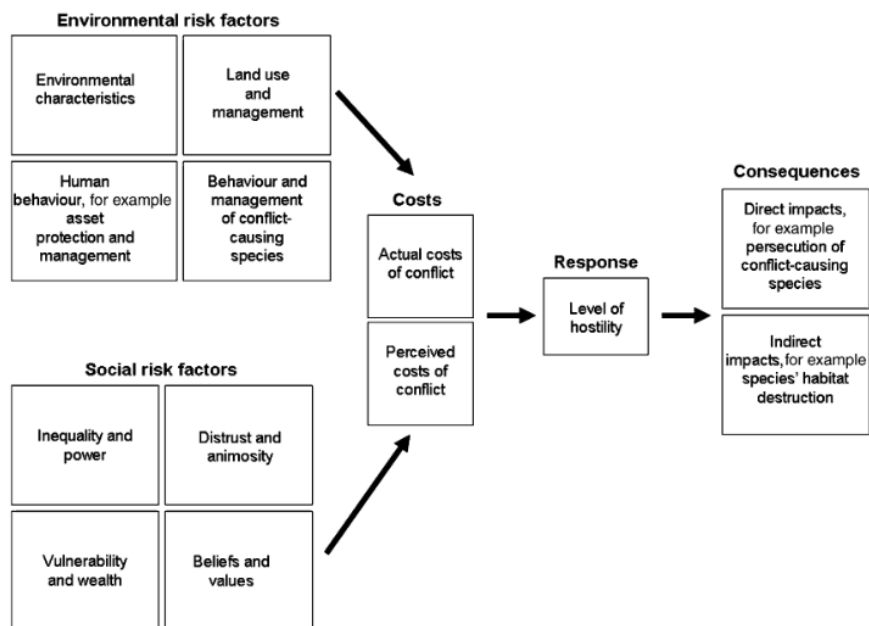 Environmental risk factors
Environmental
characteristics
Land use
and
management
Human
behaviour, for example
asset
protection and
management
Behaviour and
management
of conflict-
causing
species
Social risk factors
Inequality and
power
Distrust and
animosity
Vulnerability
and wealth
Beliefs and
values
Costs
Actual costs
of conflict
Perceived
costs of
conflict
Response
Level of
hostility
Consequences
Direct impacts,
for example
persecution of
conflict-causing
species
Indirect
impacts, for example
species' habitat
destruction